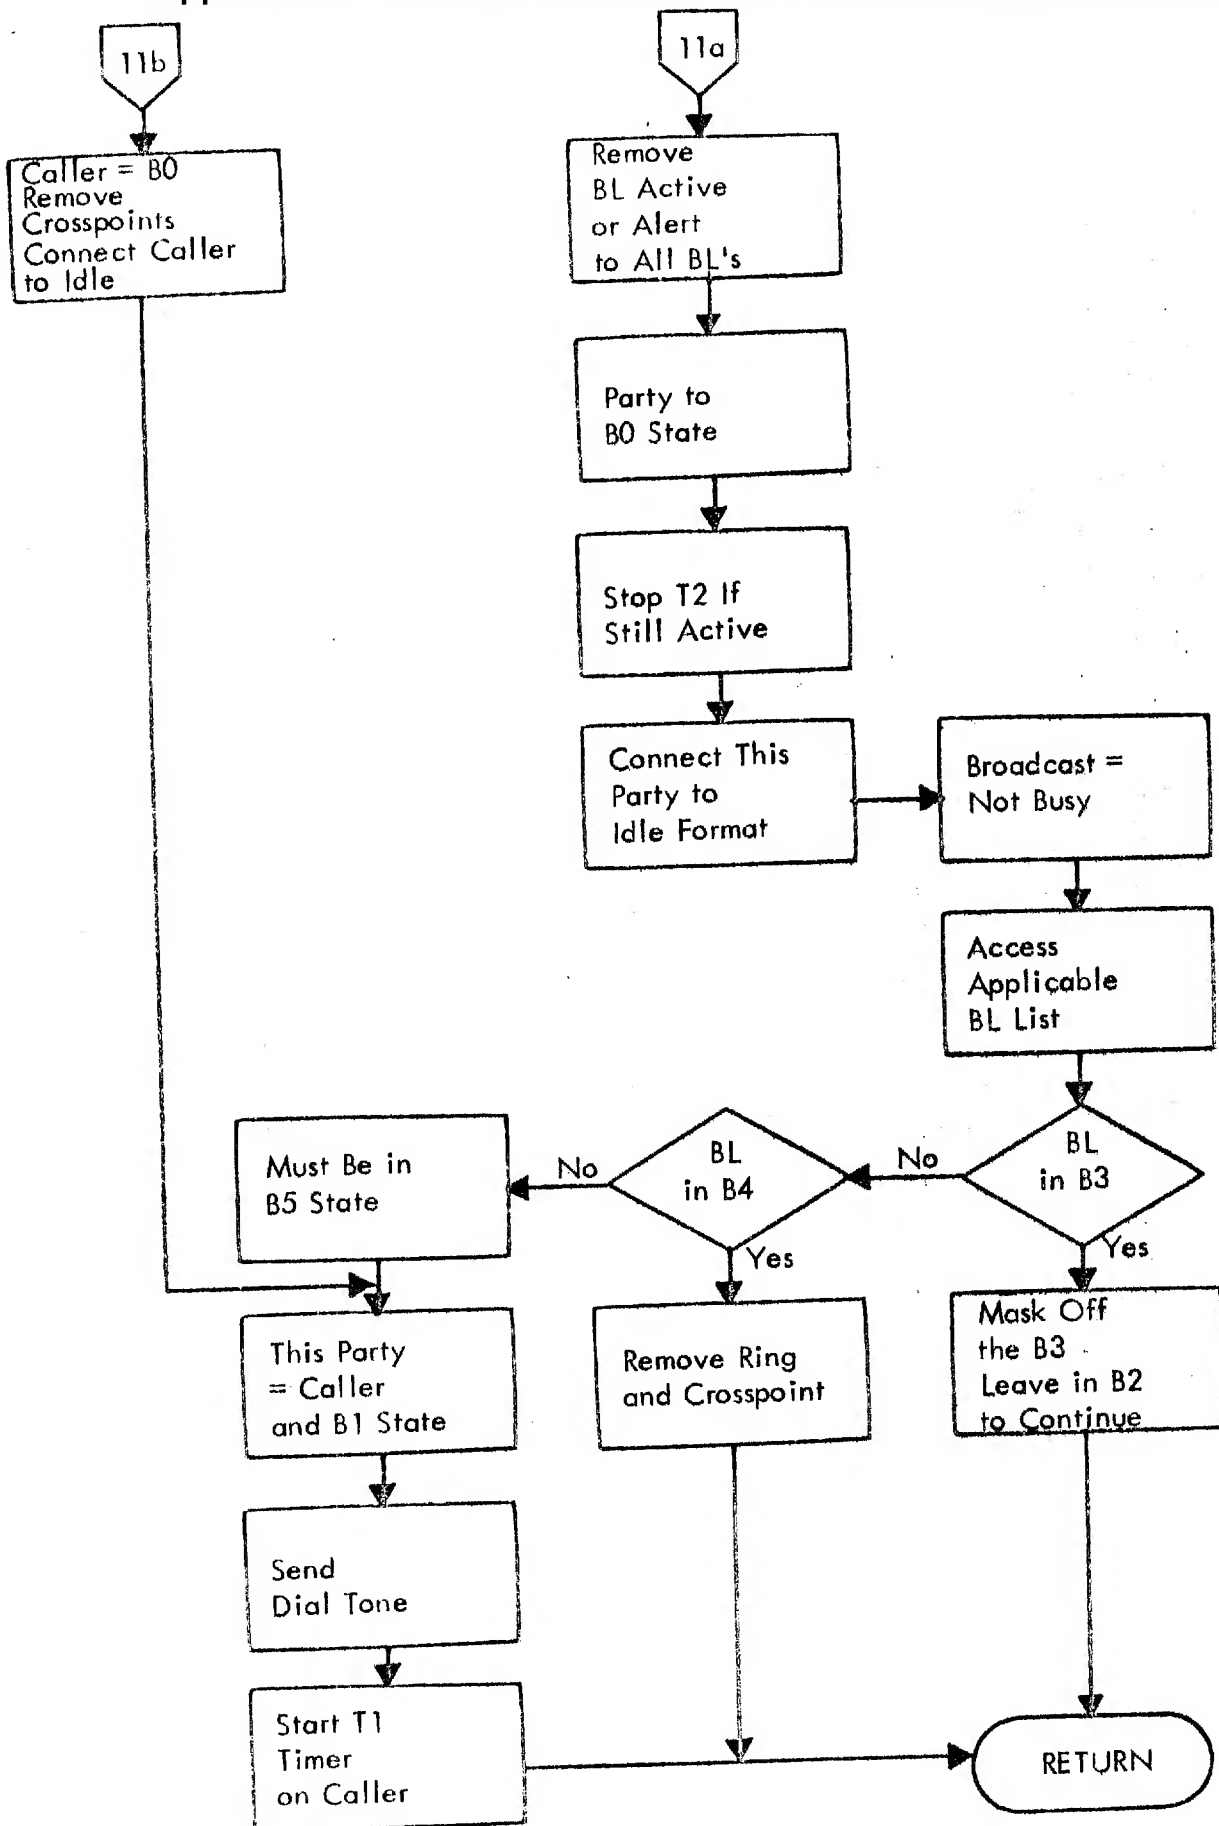 11b
11a
Caller = B0
Remove
Crosspoints
Connect Caller
to Idle
Remove
BL Active
or Alert
to All BL's
Party to
B0 State
Stop T2 If
Still Active
Connect This
Party to
Idle Format
Broadcast =
Not Busy
Access
Applicable
BL List
BL
in B3
No
Yes
BL
in B4
No
Yes
Must Be in
B5 State
This Party
= Caller
and B1 State
Remove Ring
and Crosspoint
Mask Off
the B3
Leave in B2
to Continue
Send
Dial Tone
Start T1
Timer
on Caller
RETURN